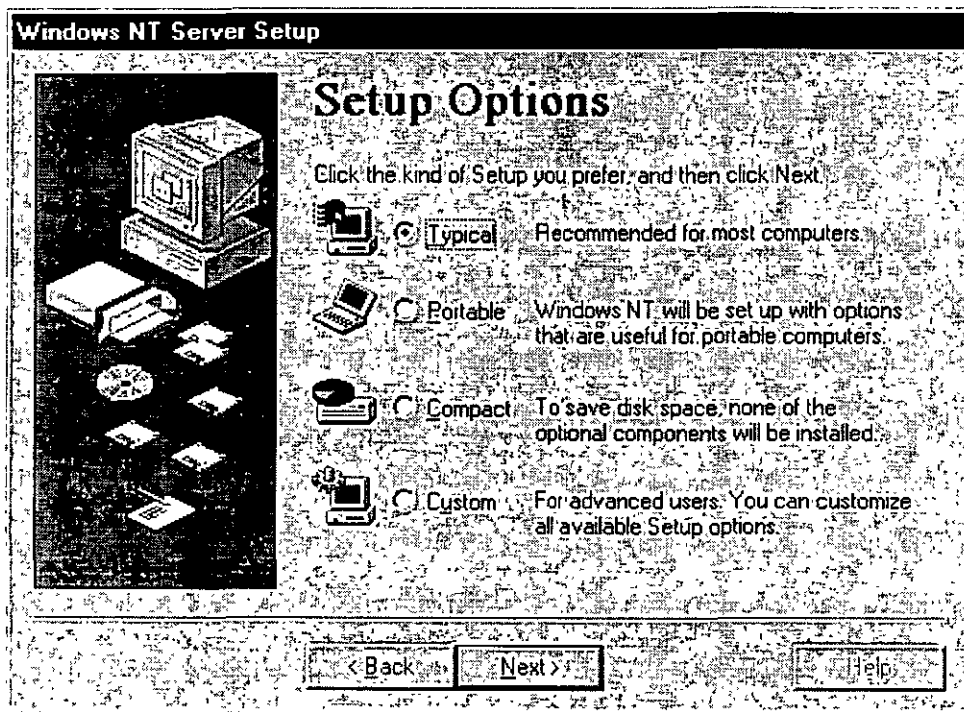 Windows NT Server Setup
Setup Options
Click the kind of Setup you prefer, and then click Next.
Typical Recommended for most computers.
Portable Windows NT will be set up with options
that are useful for portable computers.
Compact To save disk space, none of the
optional components will be installed.
Custom For advanced users. You can customize
all available Setup options.
< Back Next > Help